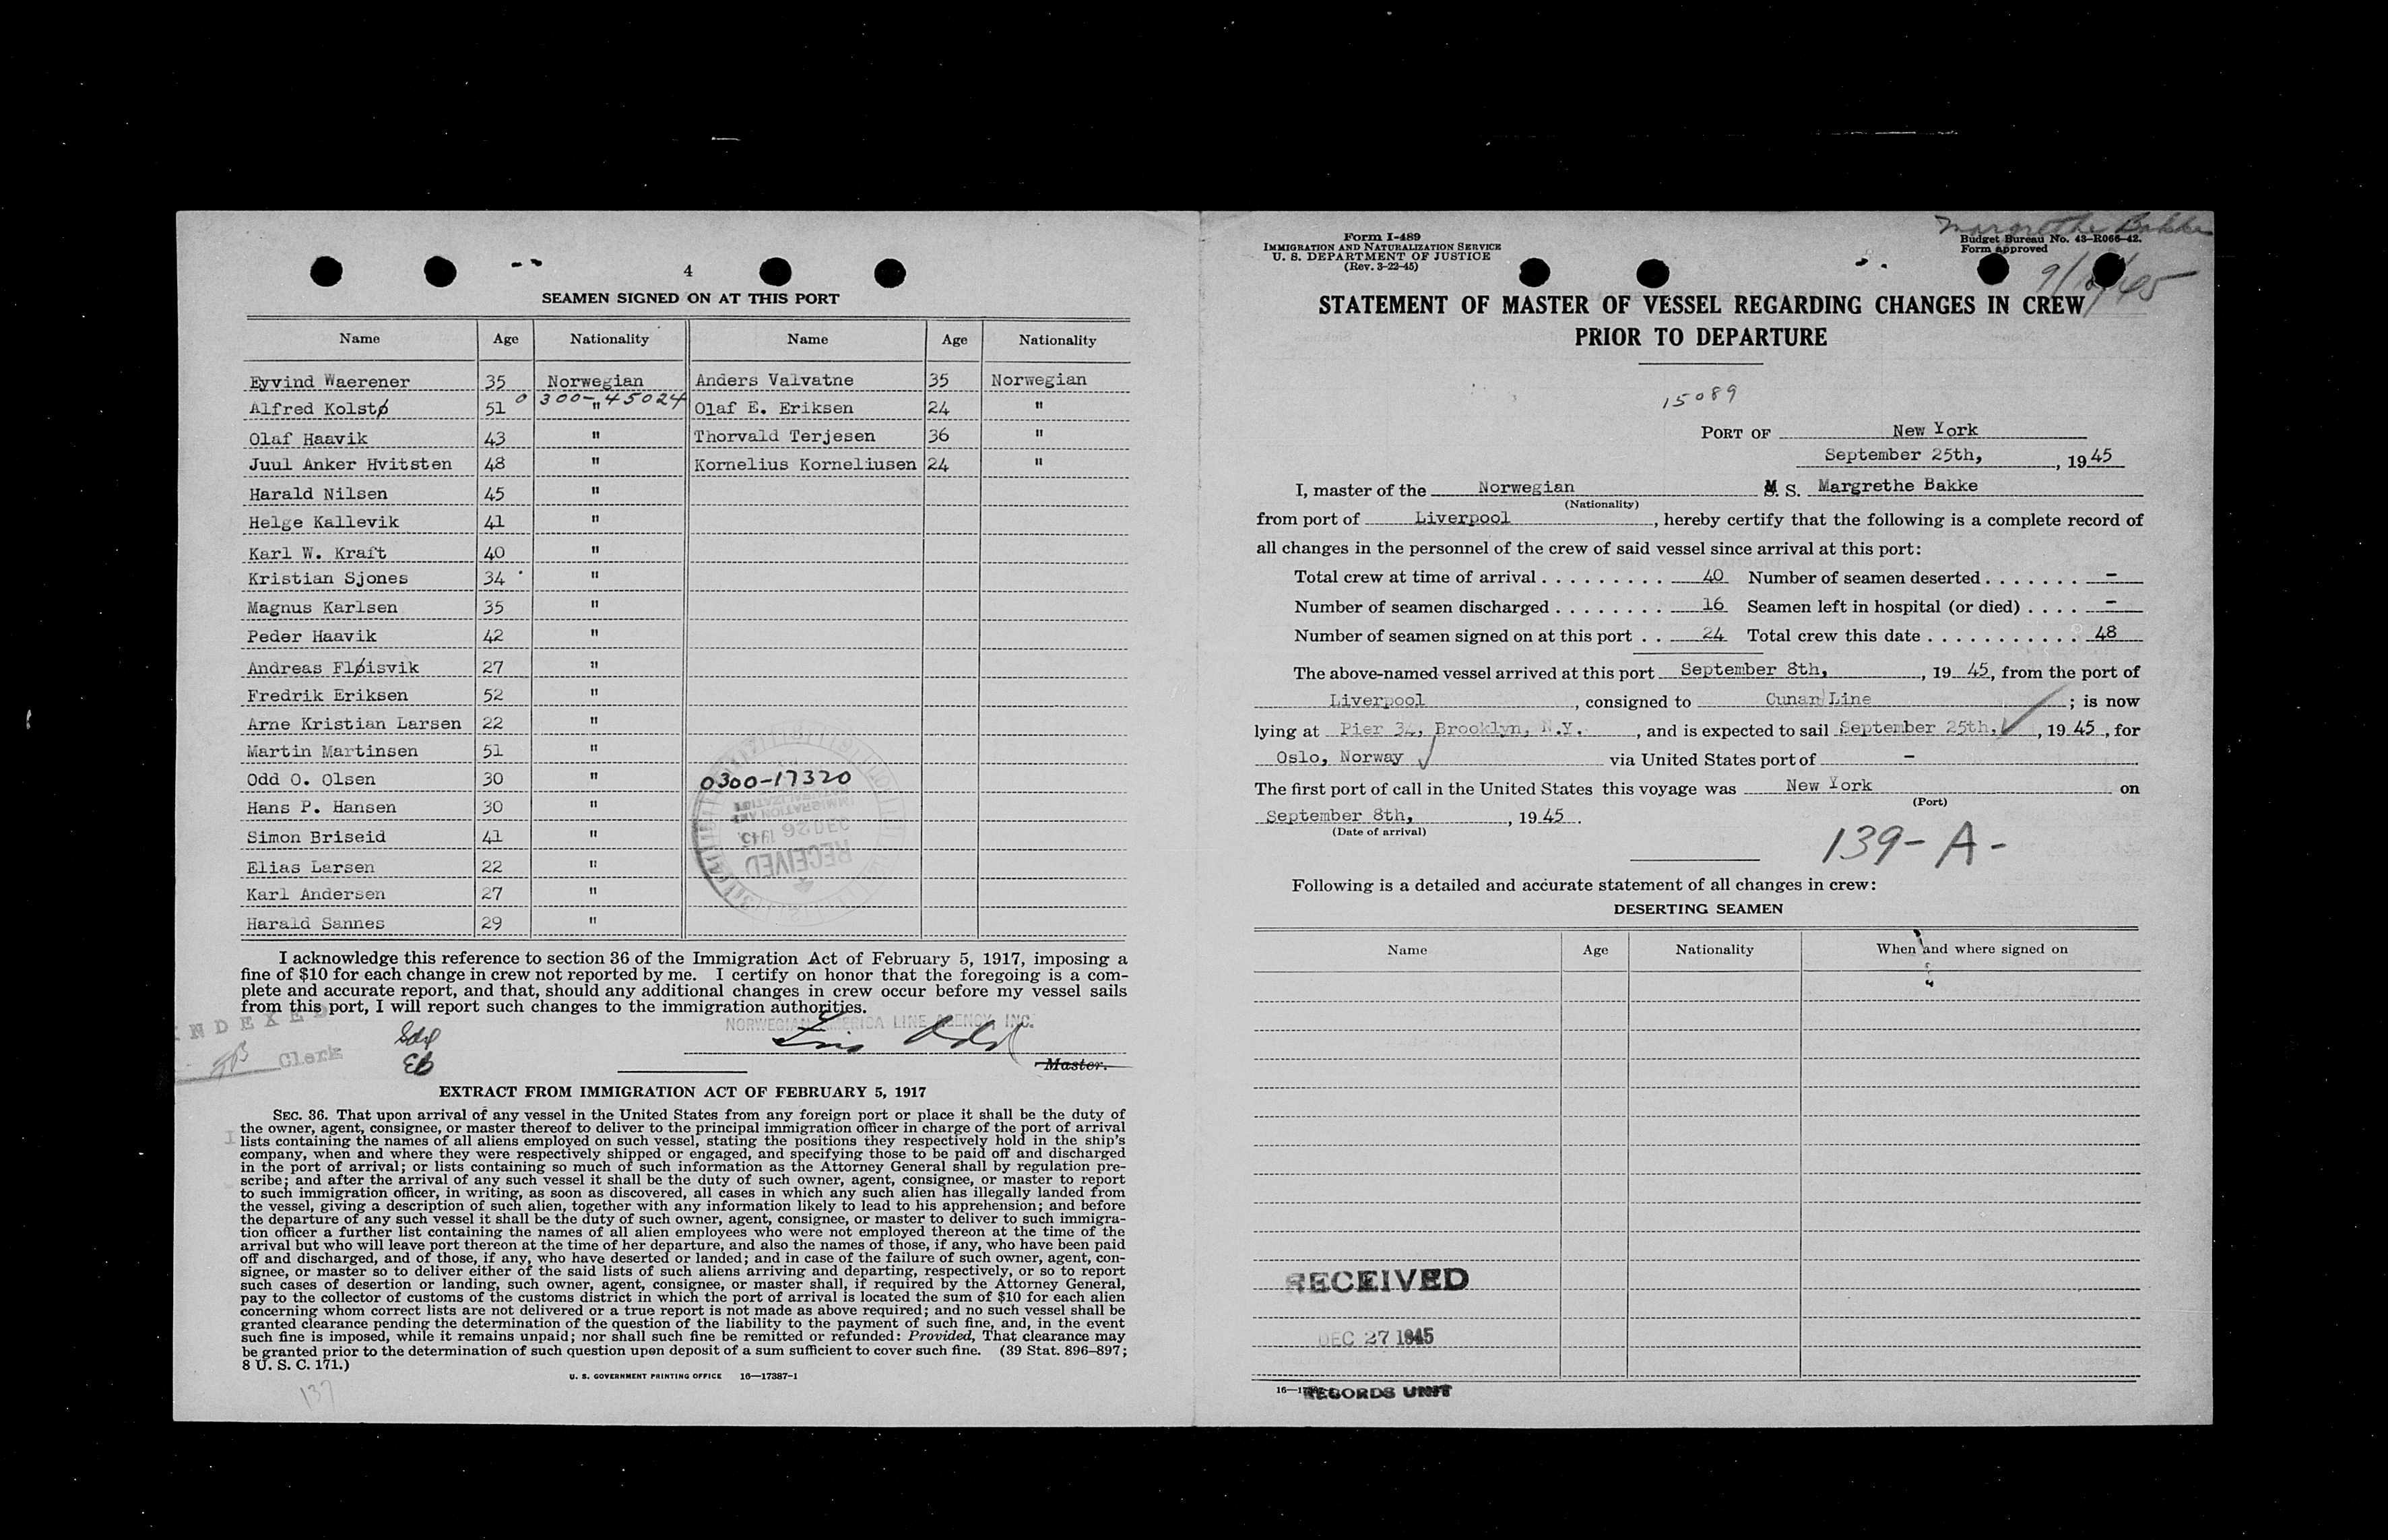 4
SEAMEN SIGNED ON AT THIS PORT
Name Age Nationality Name Age Nationality
Eyvind Waerener 35 Norwegian Anders Valvatne 35 Norwegian
Alfred Kolstø 51 0300-45024 " Olaf E. Eriksen 24 "
Olaf Haavik 43 " Thorvald Terjesen 36 "
Juul Anker Hvitsten 48 " Kornelius Korneliusen 24 "
Harald Nilsen 45 "
Helge Kallevik 41 "
Karl W. Kraft 40 "
Kristian Sjones 34 "
Magnus Karlsen 35 "
Peder Haavik 42 "
Andreas Fløisvik 27 "
Fredrik Eriksen 52 "
Arne Kristian Larsen 22 "
Martin Martinsen 51 "
Odd O. Olsen 30 " 0300-17320
Hans P. Hansen 30 "
Simon Briseid 41 "
Elias Larsen 22 "
Karl Andersen 27 "
Harald Sannes 29 "
RECEIVED
1945 26 DEC
IMMIGRATION AND
NATURALIZATION
I acknowledge this reference to section 36 of the Immigration Act of February 5, 1917, imposing a
fine of $10 for each change in crew not reported by me. I certify on honor that the foregoing is a com-
plete and accurate report, and that, should any additional changes in crew occur before my vessel sails
from this port, I will report such changes to the immigration authorities.
NORWEGIAN AMERICA LINE AGENCY, INC.
INDEXED
Clerk
EB
Master.
EXTRACT FROM IMMIGRATION ACT OF FEBRUARY 5, 1917
SEC. 36. That upon arrival of any vessel in the United States from any foreign port or place it shall be the duty of
the owner, agent, consignee, or master thereof to deliver to the principal immigration officer in charge of the port of arrival
lists containing the names of all aliens employed on such vessel, stating the positions they respectively hold in the ship's
company, when and where they were respectively shipped or engaged, and specifying those to be paid off and discharged
in the port of arrival; or lists containing so much of such information as the Attorney General shall by regulation pre-
scribe; and after the arrival of any such vessel it shall be the duty of such owner, agent, consignee, or master to report
to such immigration officer, in writing, as soon as discovered, all cases in which any such alien has illegally landed from
the vessel, giving a description of such alien, together with any information likely to lead to his apprehension; and before
the departure of any such vessel it shall be the duty of such owner, agent, consignee, or master to deliver to such immigra-
tion officer a further list containing the names of all alien employees who were not employed thereon at the time of the
arrival but who will leave port thereon at the time of her departure, and also the names of those, if any, who have been paid
off and discharged, and of those, if any, who have deserted or landed; and in case of the failure of such owner, agent, con-
signee, or master so to deliver either of the said lists of such aliens arriving and departing, respectively, or so to report
such cases of desertion or landing, such owner, agent, consignee, or master shall, if required by the Attorney General,
pay to the collector of customs of the customs district in which the port of arrival is located the sum of $10 for each alien
concerning whom correct lists are not delivered or a true report is not made as above required; and no such vessel shall be
granted clearance pending the determination of the question of the liability to the payment of such fine, and, in the event
such fine is imposed, while it remains unpaid; nor shall such fine be remitted or refunded: Provided, That clearance may
be granted prior to the determination of such question upon deposit of a sum sufficient to cover such fine. (39 Stat. 896–897;
8 U. S. C. 171.)
U. S. GOVERNMENT PRINTING OFFICE 16—17387-1
137
Margrethe Bakke
Form I-489
IMMIGRATION AND NATURALIZATION SERVICE
U. S. DEPARTMENT OF JUSTICE
(Rev. 3-22-45)
Budget Bureau No. 43-R066-42.
Form approved
STATEMENT OF MASTER OF VESSEL REGARDING CHANGES IN CREW
PRIOR TO DEPARTURE
15089
PORT OF New York
September 25th, , 1945
I, master of the Norwegian M. S. Margrethe Bakke
(Nationality)
from port of Liverpool , hereby certify that the following is a complete record of
all changes in the personnel of the crew of said vessel since arrival at this port:
Total crew at time of arrival . . . . . . . . . 40 Number of seamen deserted . . . . . . . -
Number of seamen discharged . . . . . . . . 16 Seamen left in hospital (or died) . . . . -
Number of seamen signed on at this port . . 24 Total crew this date . . . . . . . . . . . 48
The above-named vessel arrived at this port September 8th, , 19 45, from the port of
Liverpool , consigned to Cunard Line ; is now
lying at Pier 34, Brooklyn, N.Y. , and is expected to sail September 25th, , 19 45 , for
Oslo, Norway via United States port of -
The first port of call in the United States this voyage was New York on
(Port)
September 8th, , 19 45 .
(Date of arrival)
139-A-
Following is a detailed and accurate statement of all changes in crew:
DESERTING SEAMEN
Name Age Nationality When and where signed on
RECEIVED
DEC 27 1945
RECORDS UNIT